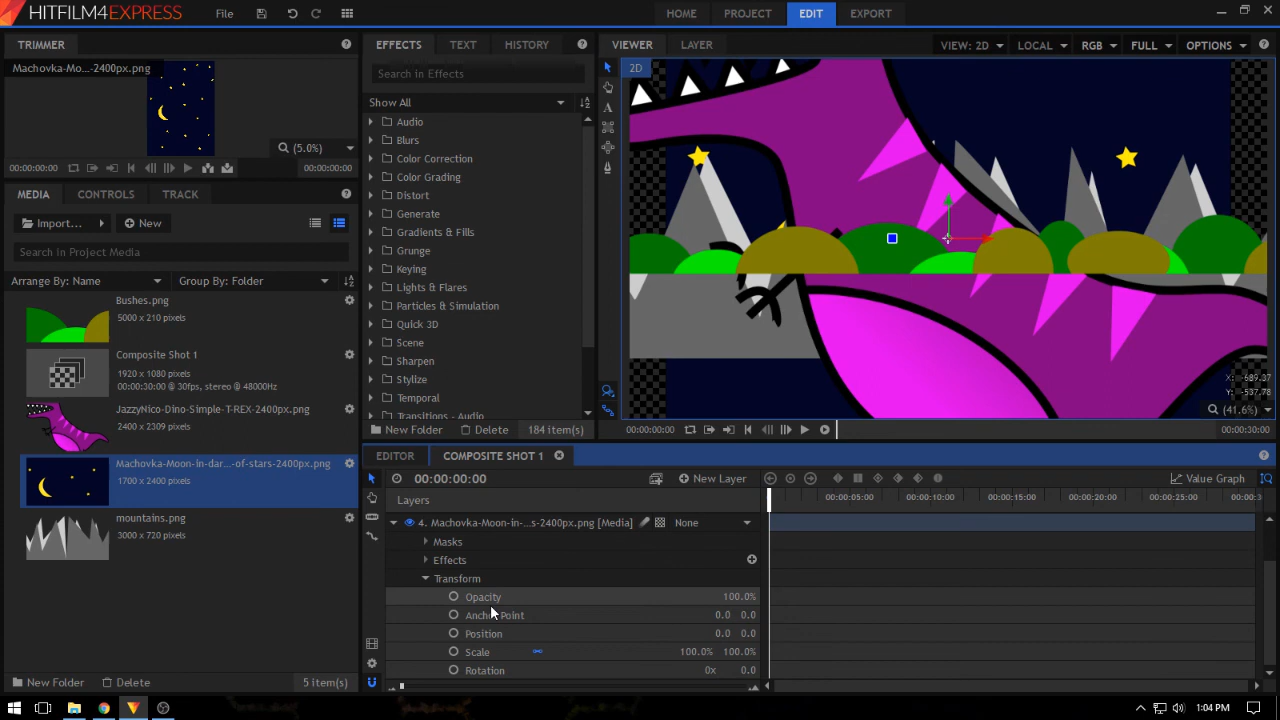 HITFILM4EXPRESS
File
HOME
PROJECT
EDIT
EXPORT
TRIMMER
EFFECTS
TEXT
HISTORY
VIEWER
LAYER
VIEW: 2D
LOCAL
RGB
FULL
OPTIONS
Machovka-Mo...-2400px.png
Search in Effects
2D
Show All
Audio
Blurs
Color Correction
Color Grading
Distort
Generate
Gradients & Fills
Grunge
Keying
Lights & Flares
Particles & Simulation
Quick 3D
Scene
Sharpen
Stylize
Temporal
Transitions - Audio
New Folder
Delete
184 item(s)
(5.0%)
00:00:00:00
00:00:00:00
MEDIA
CONTROLS
TRACK
Import...
New
Search in Project Media
Arrange By: Name
Group By: Folder
Bushes.png
5000 x 210 pixels
Composite Shot 1
1920 x 1080 pixels
00:00:30:00 @ 30fps, stereo @ 48000Hz
JazzyNico-Dino-Simple-T-REX-2400px.png
2400 x 2309 pixels
Machovka-Moon-in-dar...-of-stars-2400px.png
1700 x 2400 pixels
mountains.png
3000 x 720 pixels
New Folder
Delete
5 item(s)
X: -689.37
Y: -537.78
(41.6%)
00:00:00:00
00:00:30:00
EDITOR
COMPOSITE SHOT 1
00:00:00:00
New Layer
Value Graph
Layers
00:00:05:00
00:00:10:00
00:00:15:00
00:00:20:00
00:00:25:00
00:00:3
4. Machovka-Moon-in-...s-2400px.png [Media]
None
Masks
Effects
Transform
Opacity
100.0%
Anchor Point
0.0 0.0
Position
0.0 0.0
Scale
100.0% 100.0%
Rotation
0x 0.0
1:04 PM